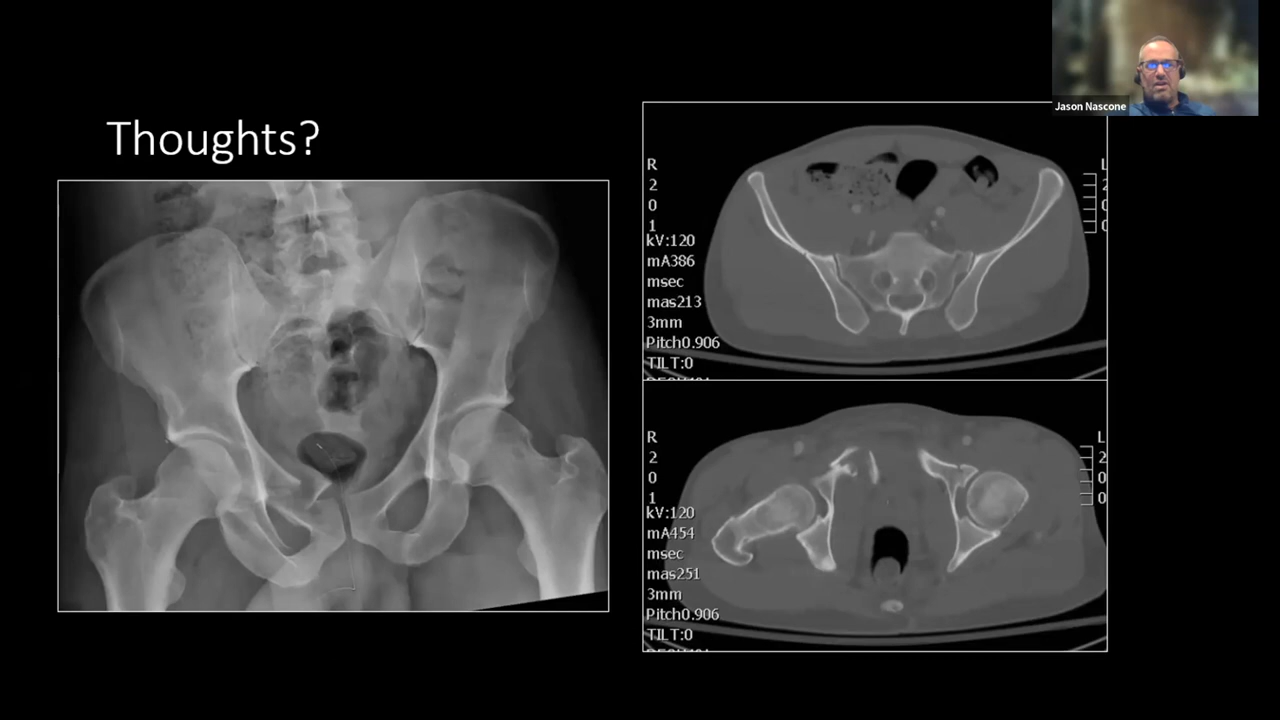 Jason Nascone
Thoughts?
R
2
0
1
kV:120
mA386
msec
mas213
3mm
Pitch0.906
TILT:0
L
R
2
0
1
kV:120
mA454
msec
mas251
3mm
Pitch0.906
TILT:0
L